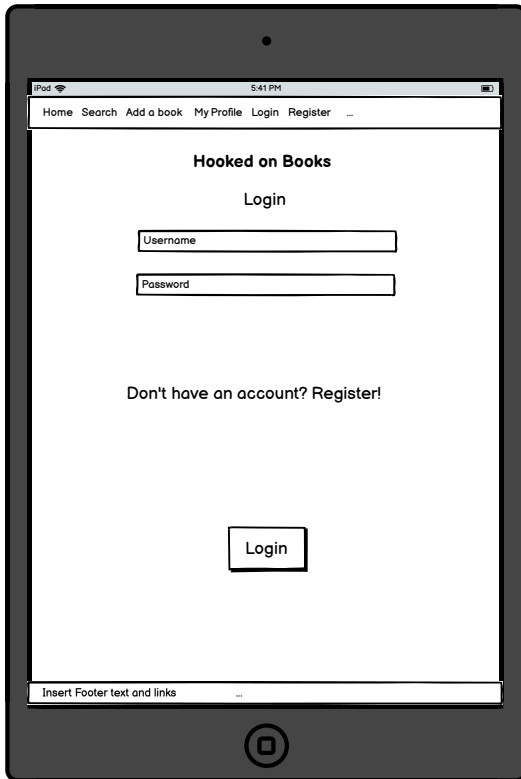 iPad 5:41 PM
Home Search Add a book My Profile Login Register ...
Hooked on Books
Login
Username
Password
Don't have an account? Register!
Login
Insert Footer text and links ...